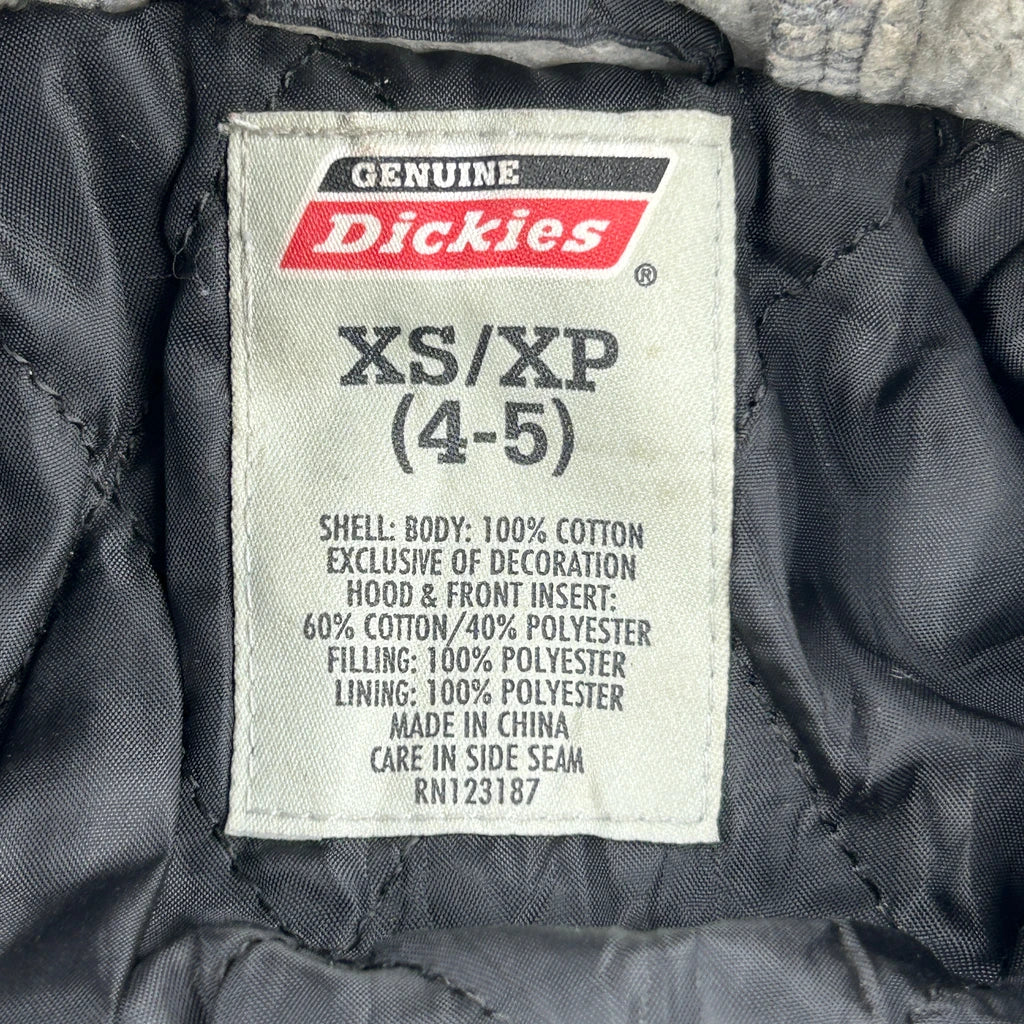 GENUINE
Dickies
®
XS/XP
(4-5)
SHELL: BODY: 100% COTTON
EXCLUSIVE OF DECORATION
HOOD & FRONT INSERT:
60% COTTON/40% POLYESTER
FILLING: 100% POLYESTER
LINING: 100% POLYESTER
MADE IN CHINA
CARE IN SIDE SEAM
RN123187